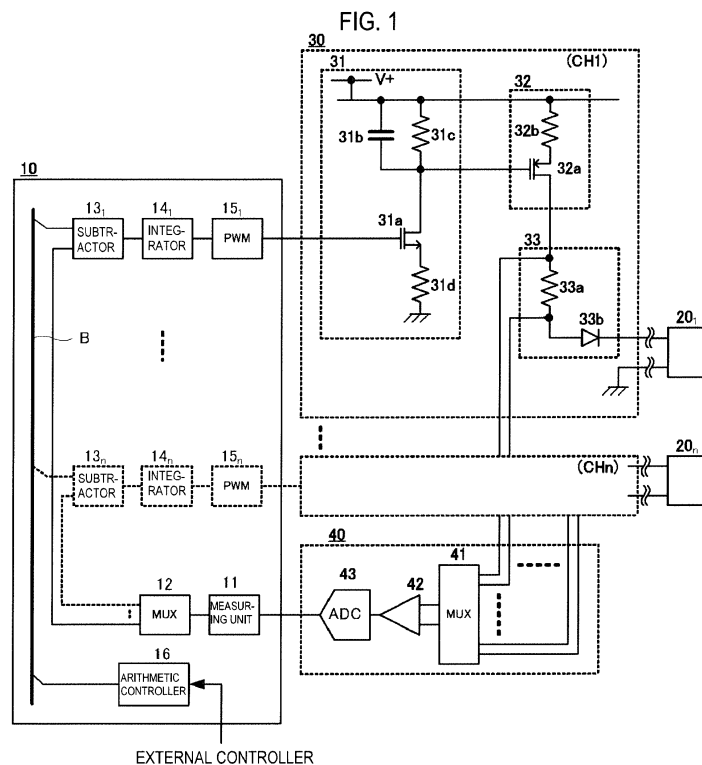 FIG. 1
30
(CH1)
31
V+
32
31b
31c
32b
32a
10
13₁
14₁
15₁
SUBTR-
ACTOR
INTEG-
RATOR
PWM
31a
31d
33
33a
33b
20₁
B
13ₙ
14ₙ
15ₙ
SUBTR-
ACTOR
INTEG-
RATOR
PWM
(CHn)
20ₙ
40
41
43
42
12
11
MUX
MEASUR-
ING UNIT
ADC
MUX
16
ARITHMETIC
CONTROLLER
EXTERNAL CONTROLLER